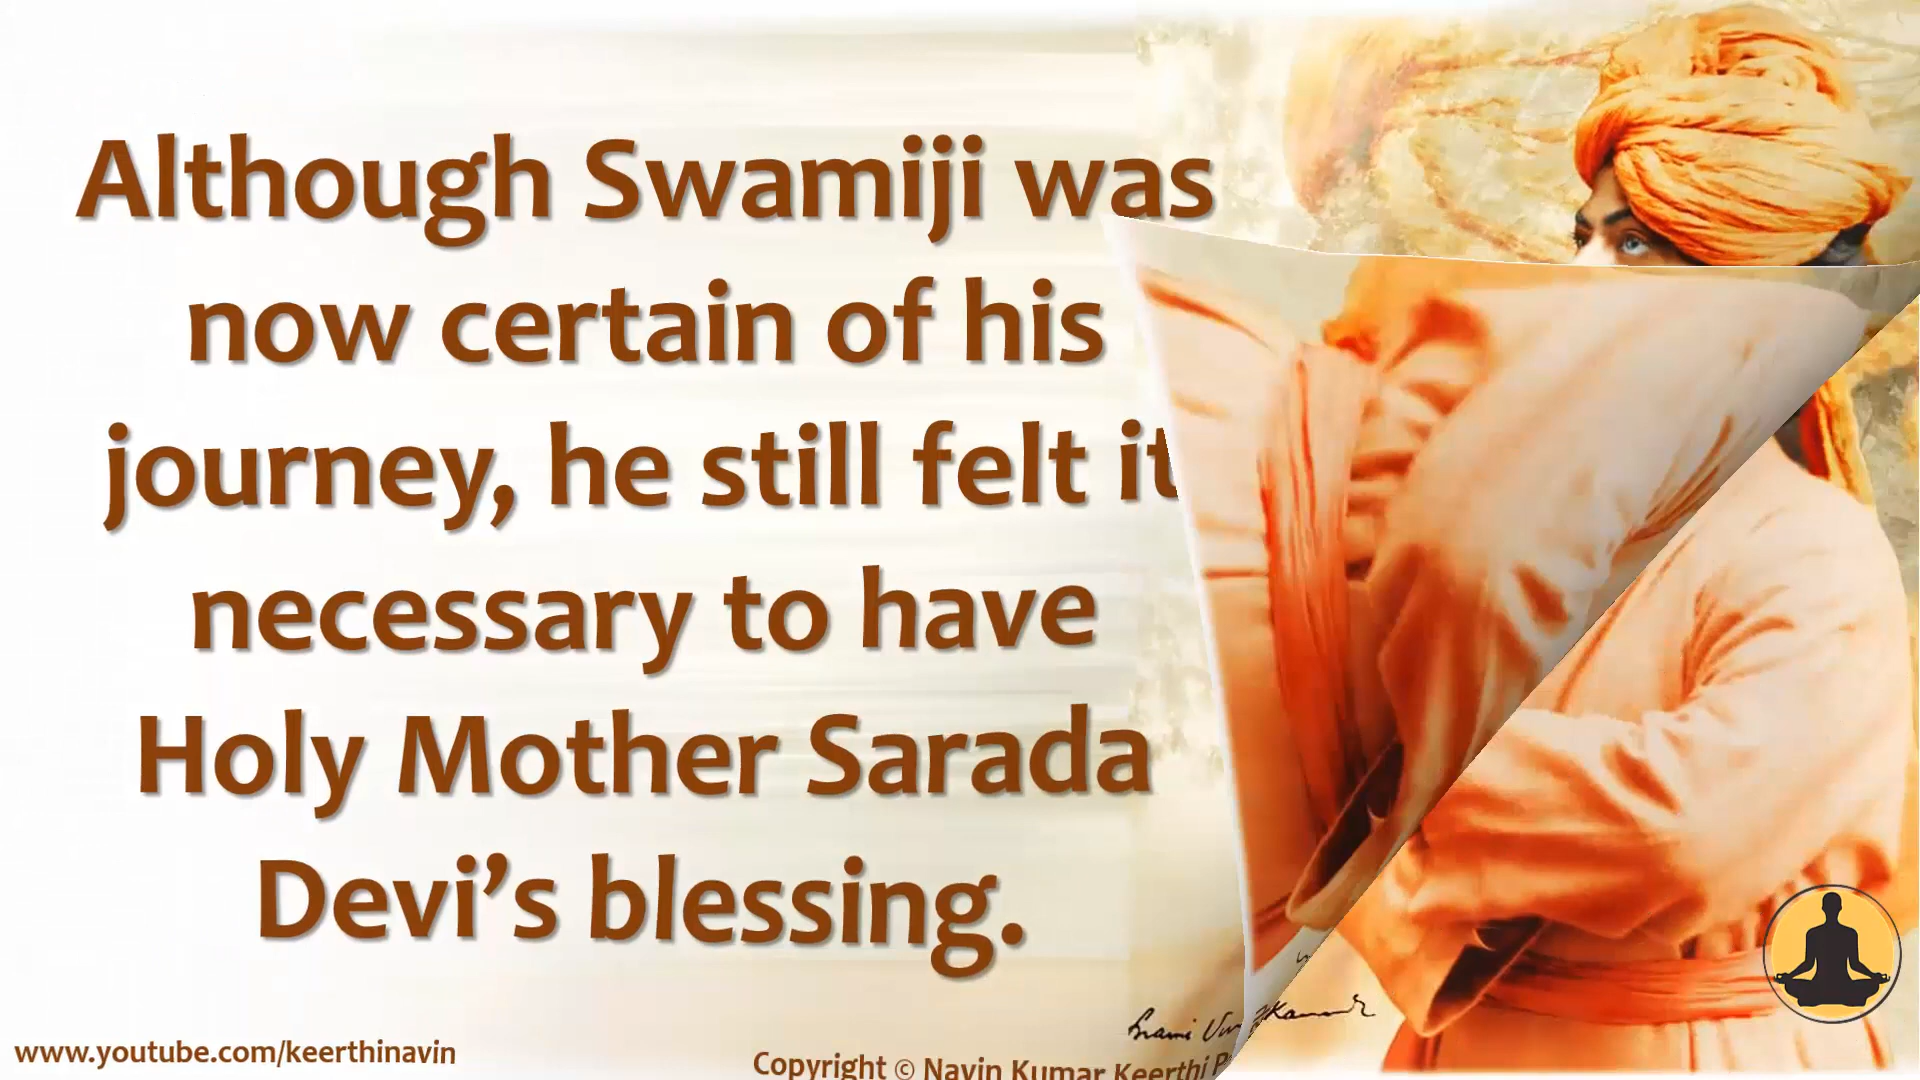 Although Swamiji was
now certain of his
journey, he still felt it
necessary to have
Holy Mother Sarada
Devi’s blessing.
Swami
www.youtube.com/keerthinavin
Copyright © Navin Kumar Keerthi